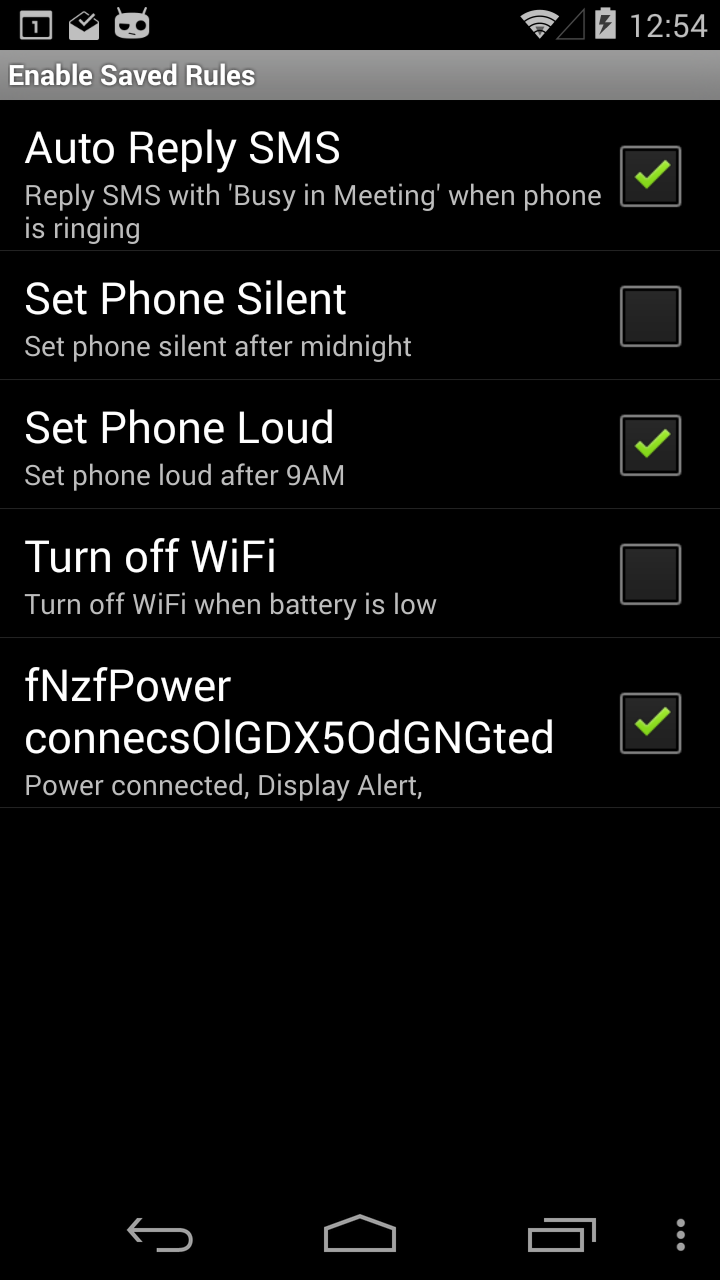 1 12:54
Enable Saved Rules
Auto Reply SMS
Reply SMS with 'Busy in Meeting' when phone
is ringing
Set Phone Silent
Set phone silent after midnight
Set Phone Loud
Set phone loud after 9AM
Turn off WiFi
Turn off WiFi when battery is low
fNzfPower
connecsOlGDX5OdGNGted
Power connected, Display Alert,